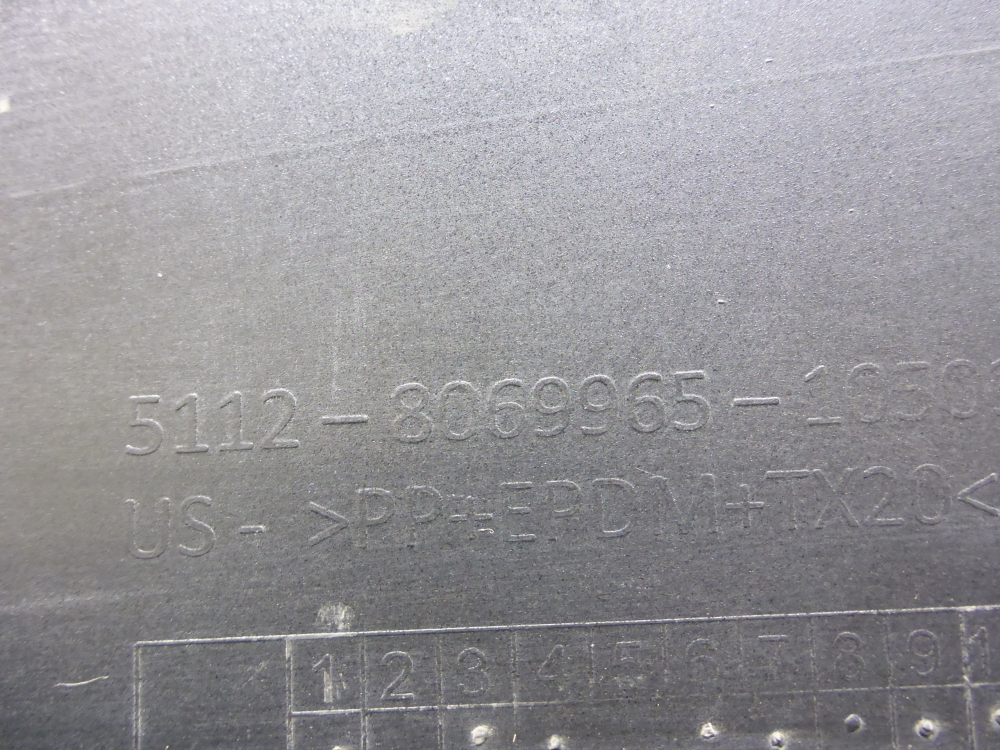 5112-8069965-
US- >PP+EPDM+TX20<
1 2 3 4 5 6 7 8 9